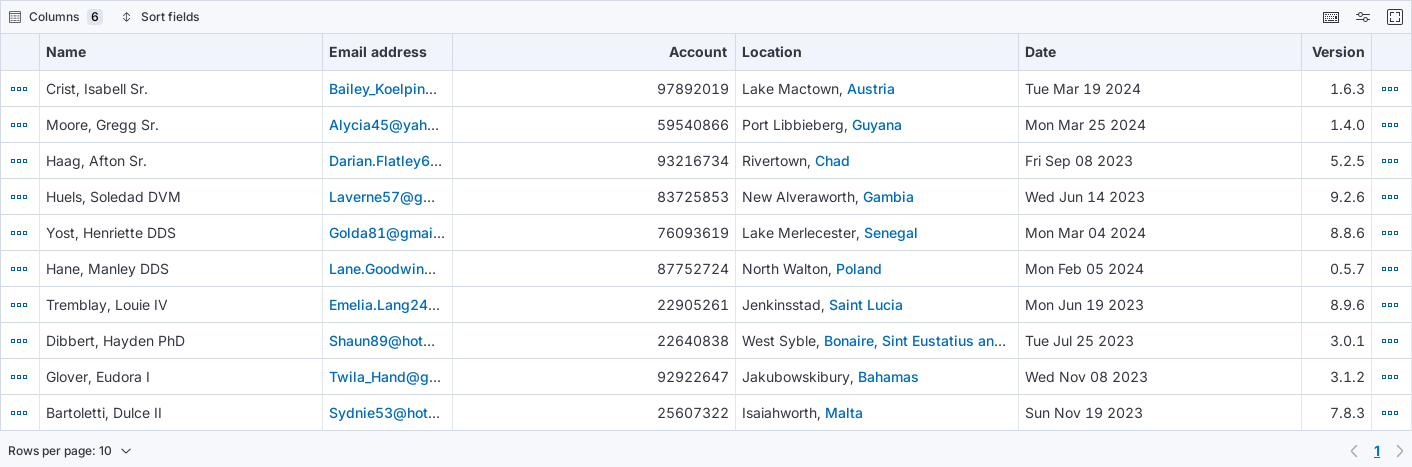 Columns 6 Sort fields
Name Email address Account Location Date Version
Crist, Isabell Sr. Bailey_Koelpin... 97892019 Lake Mactown, Austria Tue Mar 19 2024 1.6.3
Moore, Gregg Sr. Alycia45@yah... 59540866 Port Libbieberg, Guyana Mon Mar 25 2024 1.4.0
Haag, Afton Sr. Darian.Flatley6... 93216734 Rivertown, Chad Fri Sep 08 2023 5.2.5
Huels, Soledad DVM Laverne57@g... 83725853 New Alveraworth, Gambia Wed Jun 14 2023 9.2.6
Yost, Henriette DDS Golda81@gmai... 76093619 Lake Merlecester, Senegal Mon Mar 04 2024 8.8.6
Hane, Manley DDS Lane.Goodwin... 87752724 North Walton, Poland Mon Feb 05 2024 0.5.7
Tremblay, Louie IV Emelia.Lang24... 22905261 Jenkinsstad, Saint Lucia Mon Jun 19 2023 8.9.6
Dibbert, Hayden PhD Shaun89@hot... 22640838 West Syble, Bonaire, Sint Eustatius an... Tue Jul 25 2023 3.0.1
Glover, Eudora I Twila_Hand@g... 92922647 Jakubowskibury, Bahamas Wed Nov 08 2023 3.1.2
Bartoletti, Dulce II Sydnie53@hot... 25607322 Isaiahworth, Malta Sun Nov 19 2023 7.8.3
Rows per page: 10 1